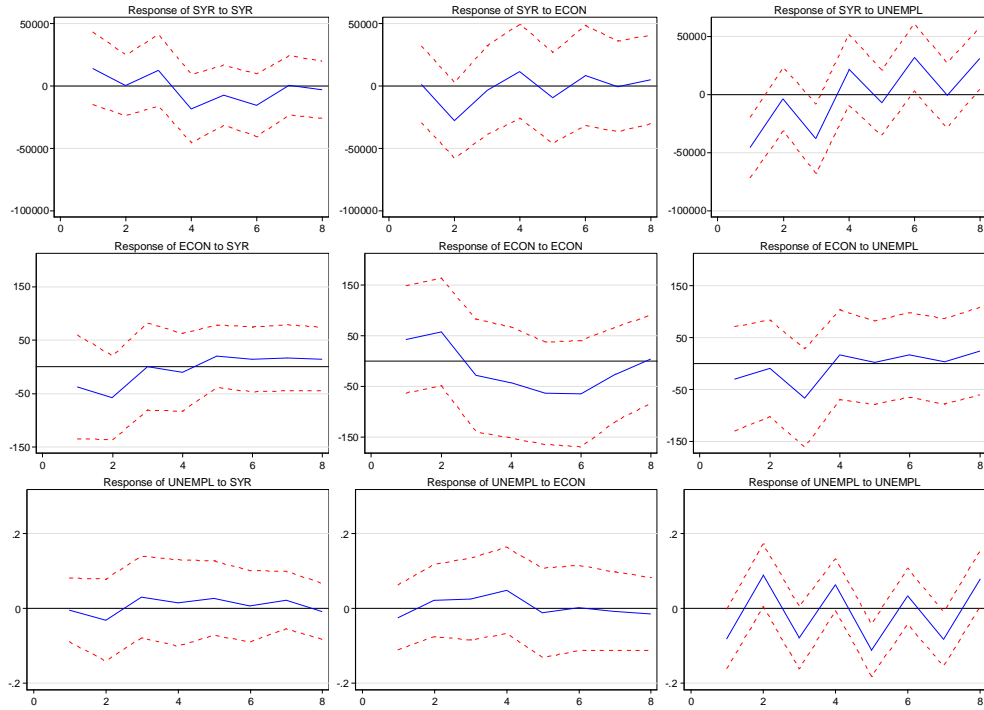 Response of SYR to SYR
50000
0
-50000
-100000
0 2 4 6 8
Response of SYR to ECON
50000
0
-50000
-100000
0 2 4 6 8
Response of SYR to UNEMPL
50000
0
-50000
-100000
0 2 4 6 8
Response of ECON to SYR
150
50
-50
-150
0 2 4 6 8
Response of ECON to ECON
150
50
-50
-150
0 2 4 6 8
Response of ECON to UNEMPL
150
50
-50
-150
0 2 4 6 8
Response of UNEMPL to SYR
.2
0
-.2
0 2 4 6 8
Response of UNEMPL to ECON
.2
0
-.2
0 2 4 6 8
Response of UNEMPL to UNEMPL
.2
0
-.2
0 2 4 6 8